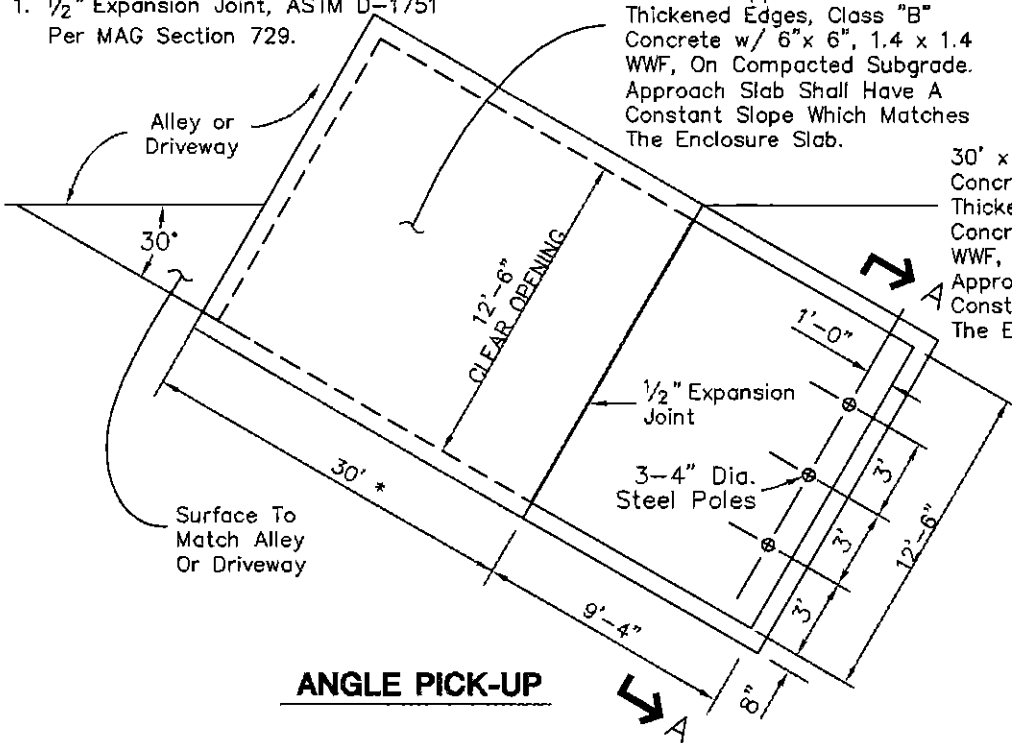 1. ½" Expansion Joint, ASTM D-1751
Per MAG Section 729.
Thickened Edges, Class "B"
Concrete w/ 6"x 6", 1.4 x 1.4
WWF, On Compacted Subgrade.
Approach Slab Shall Have A
Constant Slope Which Matches
The Enclosure Slab.
Alley or
Driveway
30' x
Concr
Thicke
Concr
WWF,
Appro
Const
The E
30°
12'-6"
CLEAR OPENING
A
1'-0"
½" Expansion
Joint
3-4" Dia.
Steel Poles
3'
3'
3'
12'-6"
30' *
Surface To
Match Alley
Or Driveway
9'-4"
8"
ANGLE PICK-UP
A